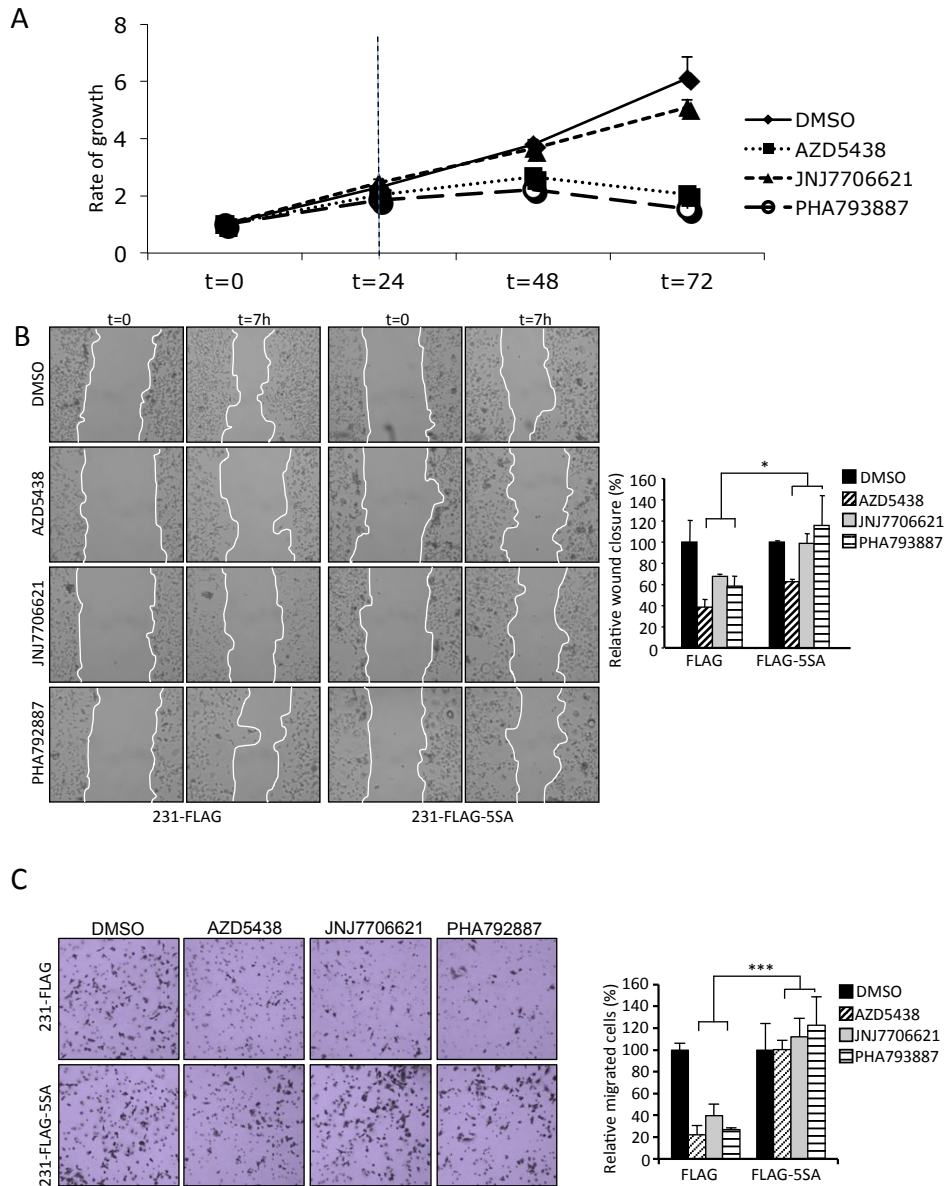 A
Rate of growth
8
6
4
2
0
t=0 t=24 t=48 t=72
DMSO
AZD5438
JNJ7706621
PHA793887
B
t=0 t=7h t=0 t=7h
DMSO
AZD5438
JNJ7706621
PHA792887
231-FLAG 231-FLAG-5SA
Relative wound closure (%)
160
140
120
100
80
60
40
20
0
*
FLAG FLAG-5SA
DMSO
AZD5438
JNJ7706621
PHA793887
C
DMSO AZD5438 JNJ7706621 PHA792887
231-FLAG
231-FLAG-5SA
Relative migrated cells (%)
160
140
120
100
80
60
40
20
0
***
FLAG FLAG-5SA
DMSO
AZD5438
JNJ7706621
PHA793887